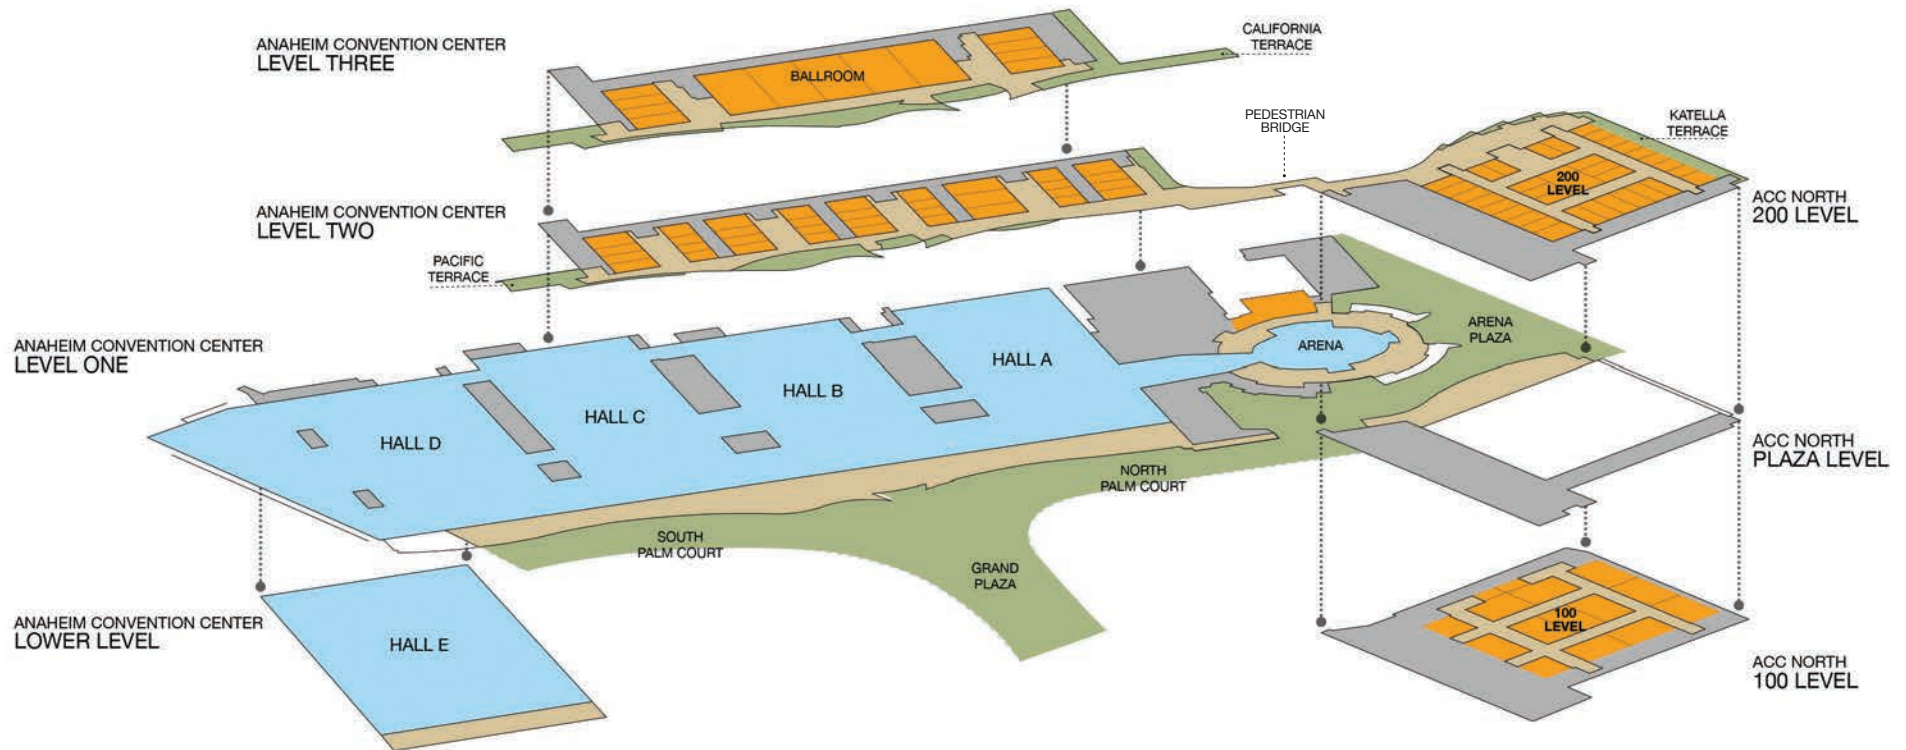 ANAHEIM CONVENTION CENTER
LEVEL THREE
BALLROOM
CALIFORNIA
TERRACE
PEDESTRIAN
BRIDGE
KATELLA
TERRACE
200
LEVEL
ACC NORTH
200 LEVEL
ANAHEIM CONVENTION CENTER
LEVEL TWO
PACIFIC
TERRACE
ANAHEIM CONVENTION CENTER
LEVEL ONE
HALL D
HALL C
HALL B
HALL A
ARENA
ARENA
PLAZA
ACC NORTH
PLAZA LEVEL
NORTH
PALM COURT
SOUTH
PALM COURT
GRAND
PLAZA
ANAHEIM CONVENTION CENTER
LOWER LEVEL
HALL E
100
LEVEL
ACC NORTH
100 LEVEL